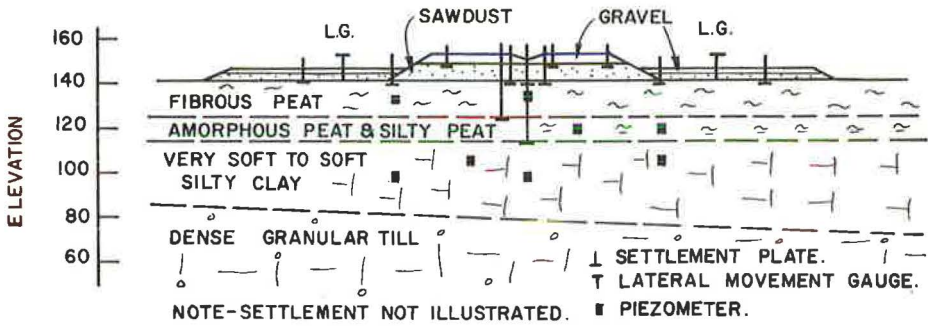 160
140
120
100
80
60
ELEVATION
L.G.
SAWDUST
GRAVEL
L.G.
FIBROUS PEAT
AMORPHOUS PEAT & SILTY PEAT
VERY SOFT TO SOFT
SILTY CLAY
DENSE GRANULAR TILL
SETTLEMENT PLATE.
LATERAL MOVEMENT GAUGE.
NOTE-SETTLEMENT NOT ILLUSTRATED.
PIEZOMETER.